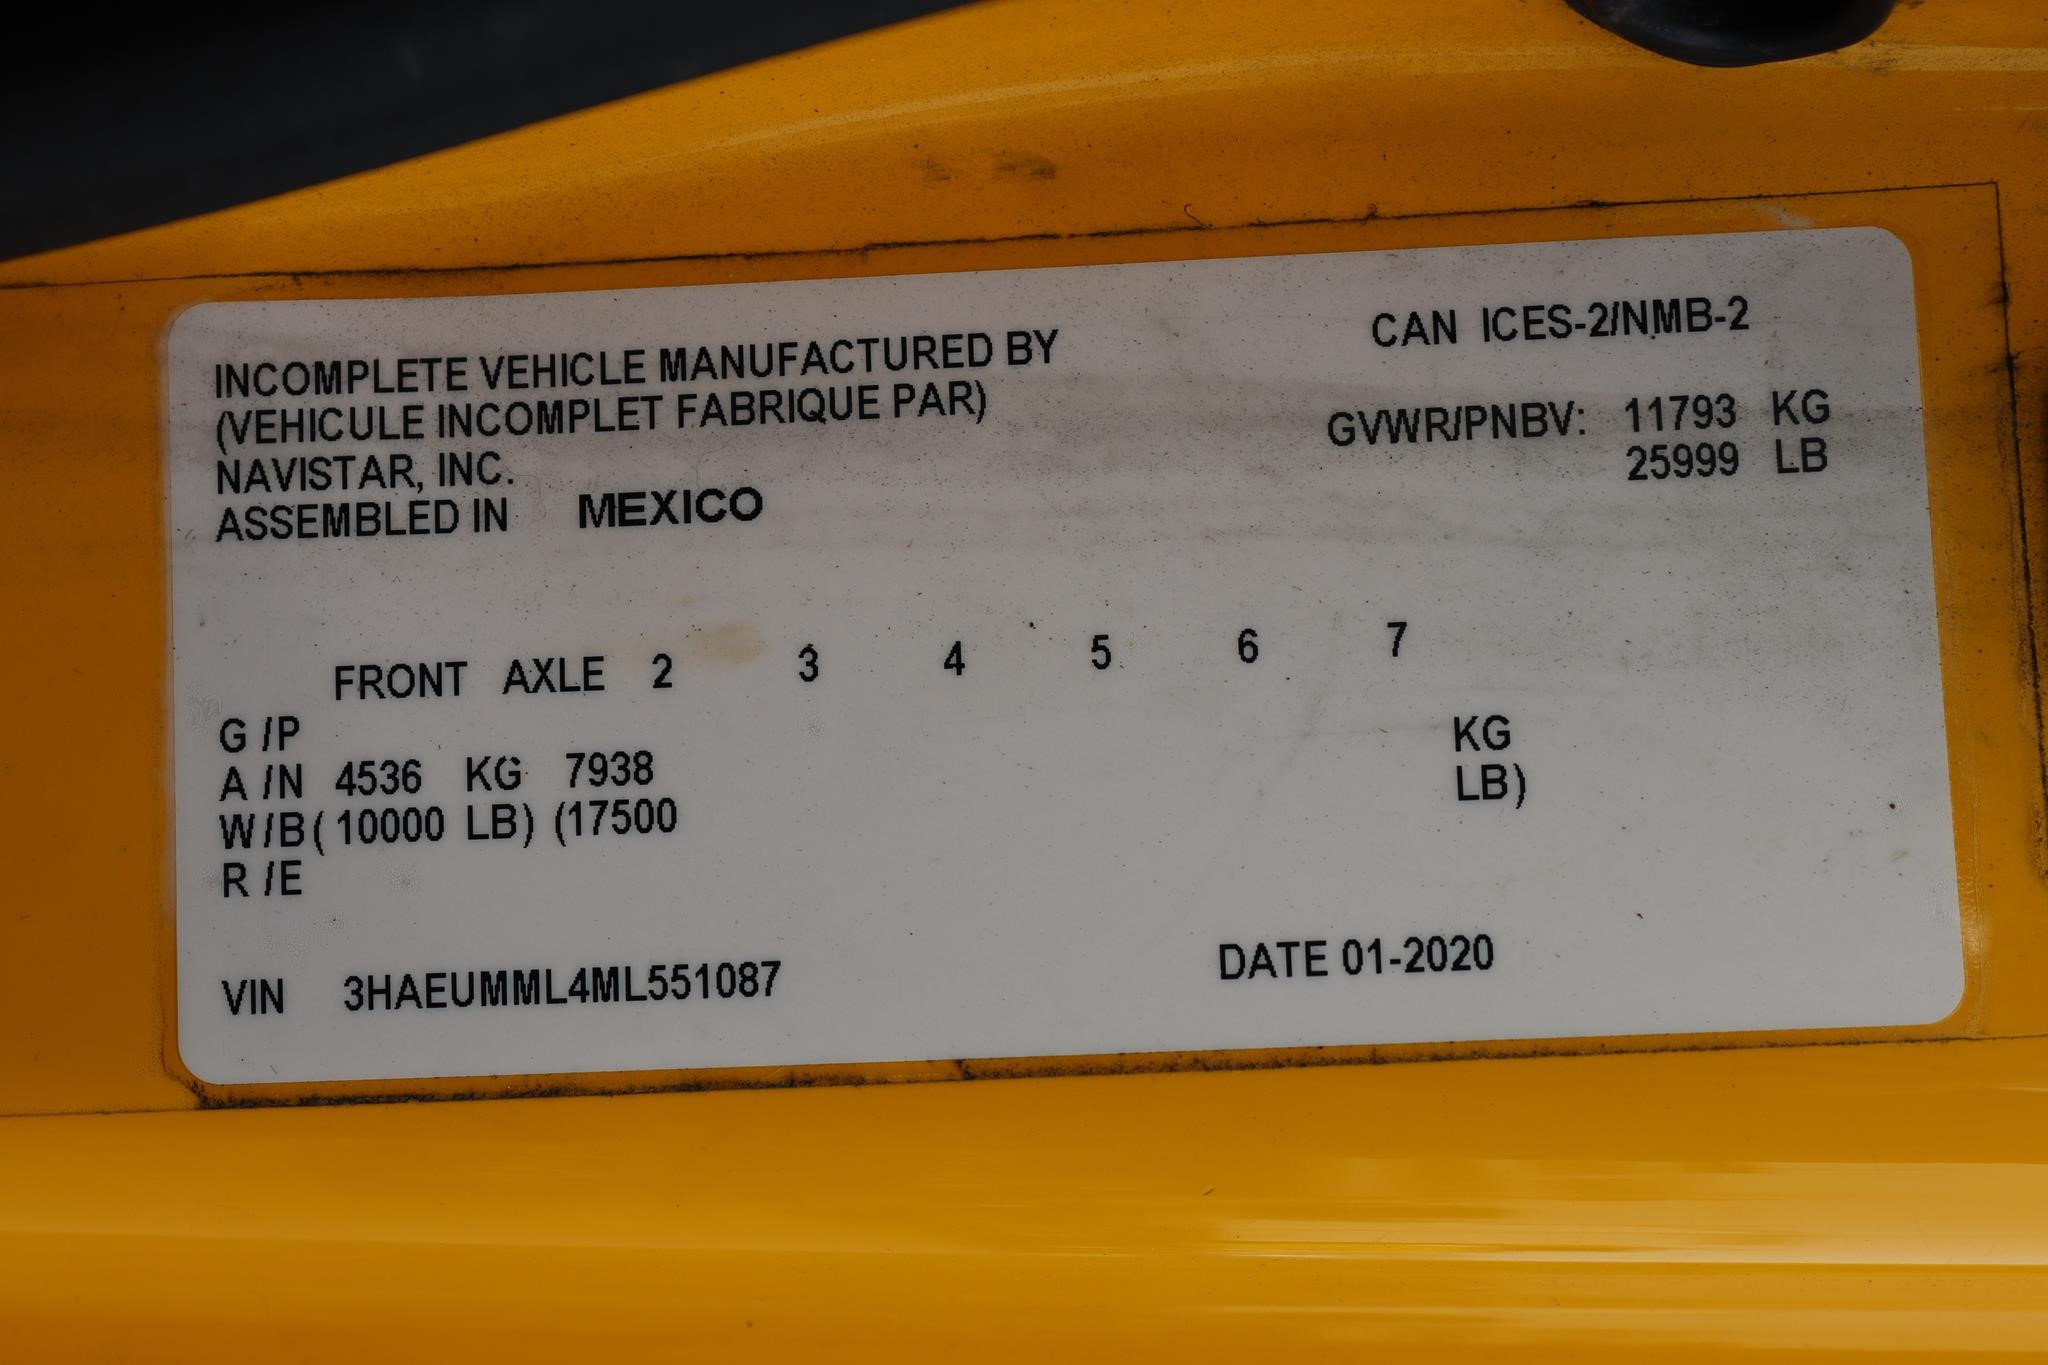 INCOMPLETE VEHICLE MANUFACTURED BY
(VEHICULE INCOMPLET FABRIQUE PAR)
NAVISTAR, INC.
ASSEMBLED IN MEXICO
CAN ICES-2/NMB-2
GVWR/PNBV: 11793 KG
25999 LB
FRONT AXLE 2 3 4 5 6 7
G /P
A /N 4536 KG 7938 KG
W/B ( 10000 LB) (17500 LB)
R /E
VIN 3HAEUMML4ML551087
DATE 01-2020